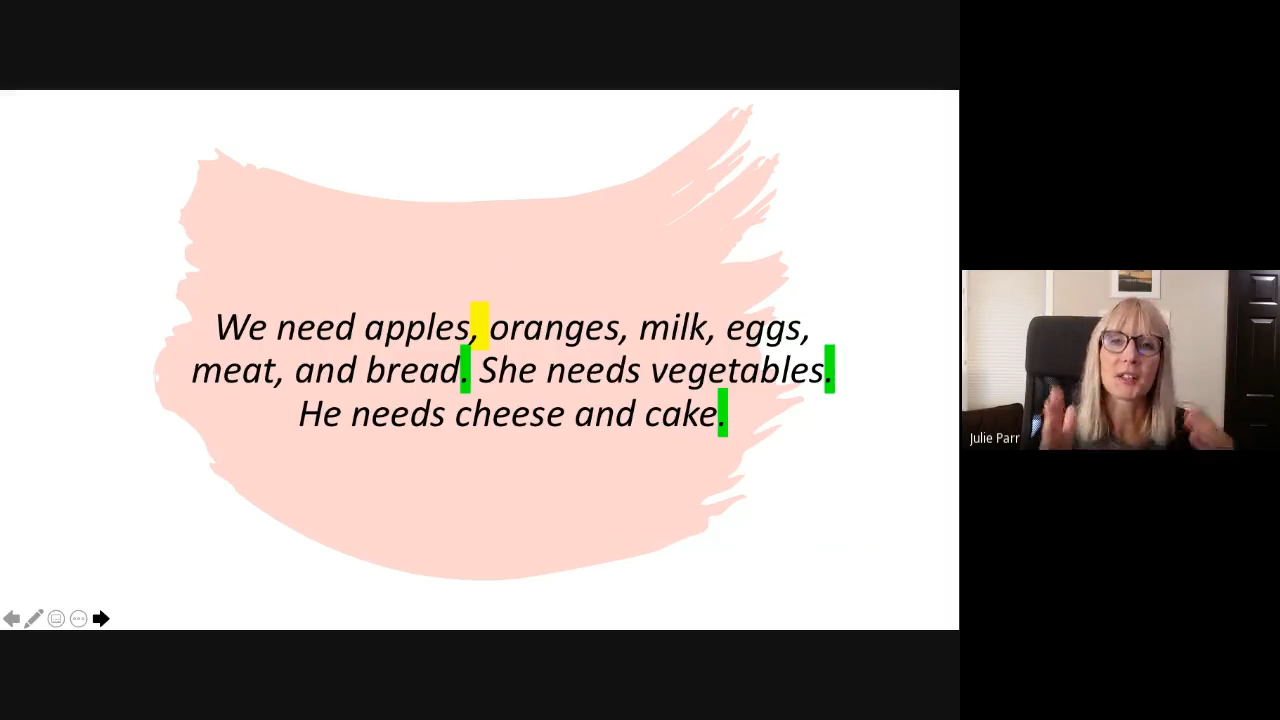 We need apples, oranges, milk, eggs,
meat, and bread. She needs vegetables.
He needs cheese and cake.
Julie Parr